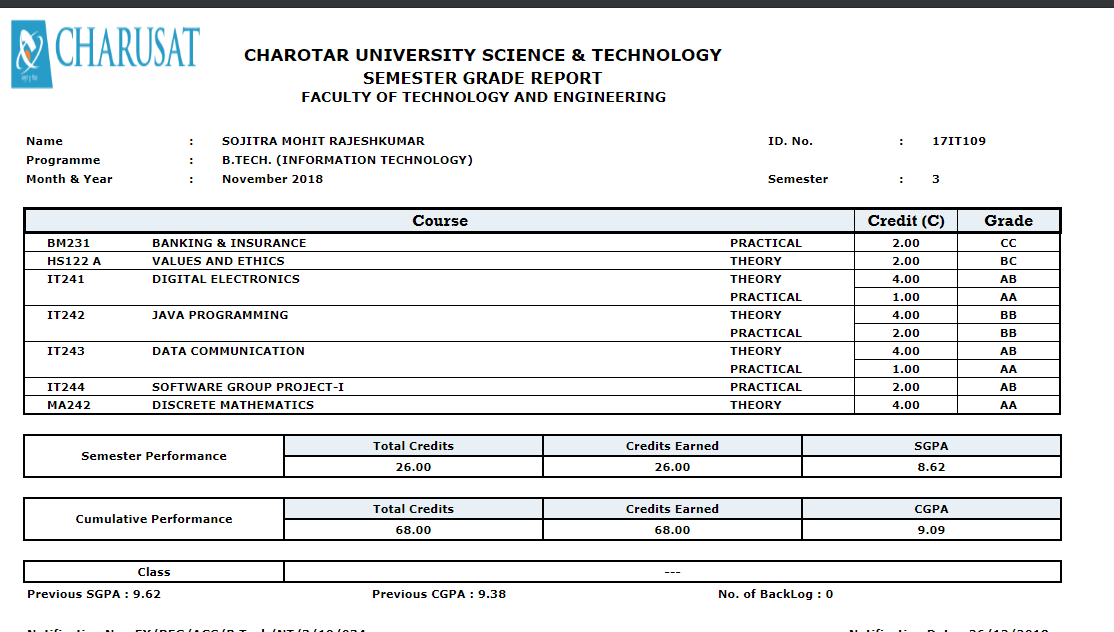 CHARUSAT
CHAROTAR UNIVERSITY SCIENCE & TECHNOLOGY
SEMESTER GRADE REPORT
FACULTY OF TECHNOLOGY AND ENGINEERING
Name : SOJITRA MOHIT RAJESHKUMAR ID. No. : 17IT109
Programme : B.TECH. (INFORMATION TECHNOLOGY)
Month & Year : November 2018 Semester : 3
Course Credit (C) Grade
BM231 BANKING & INSURANCE PRACTICAL 2.00 CC
HS122 A VALUES AND ETHICS THEORY 2.00 BC
IT241 DIGITAL ELECTRONICS THEORY 4.00 AB
PRACTICAL 1.00 AA
IT242 JAVA PROGRAMMING THEORY 4.00 BB
PRACTICAL 2.00 BB
IT243 DATA COMMUNICATION THEORY 4.00 AB
PRACTICAL 1.00 AA
IT244 SOFTWARE GROUP PROJECT-I PRACTICAL 2.00 AB
MA242 DISCRETE MATHEMATICS THEORY 4.00 AA
Semester Performance
Total Credits Credits Earned SGPA
26.00 26.00 8.62
Cumulative Performance
Total Credits Credits Earned CGPA
68.00 68.00 9.09
Class ---
Previous SGPA : 9.62 Previous CGPA : 9.38 No. of BackLog : 0